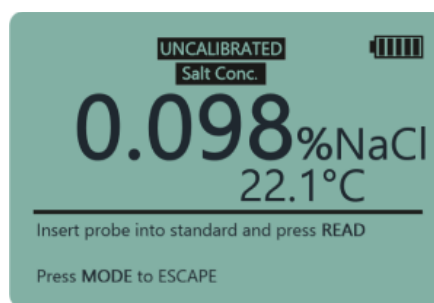 UNCALIBRATED
Salt Conc.
0.098%NaCl
22.1°C
Insert probe into standard and press READ
Press MODE to ESCAPE